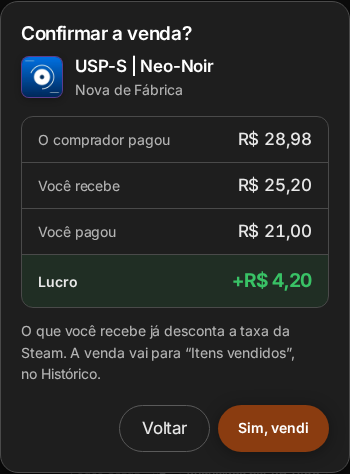 Confirmar a venda?
USP-S | Neo-Noir
Nova de Fábrica
O comprador pagou R$ 28,98
Você recebe R$ 25,20
Você pagou R$ 21,00
Lucro +R$ 4,20
O que você recebe já desconta a taxa da
Steam. A venda vai para “Itens vendidos”,
no Histórico.
Voltar Sim, vendi